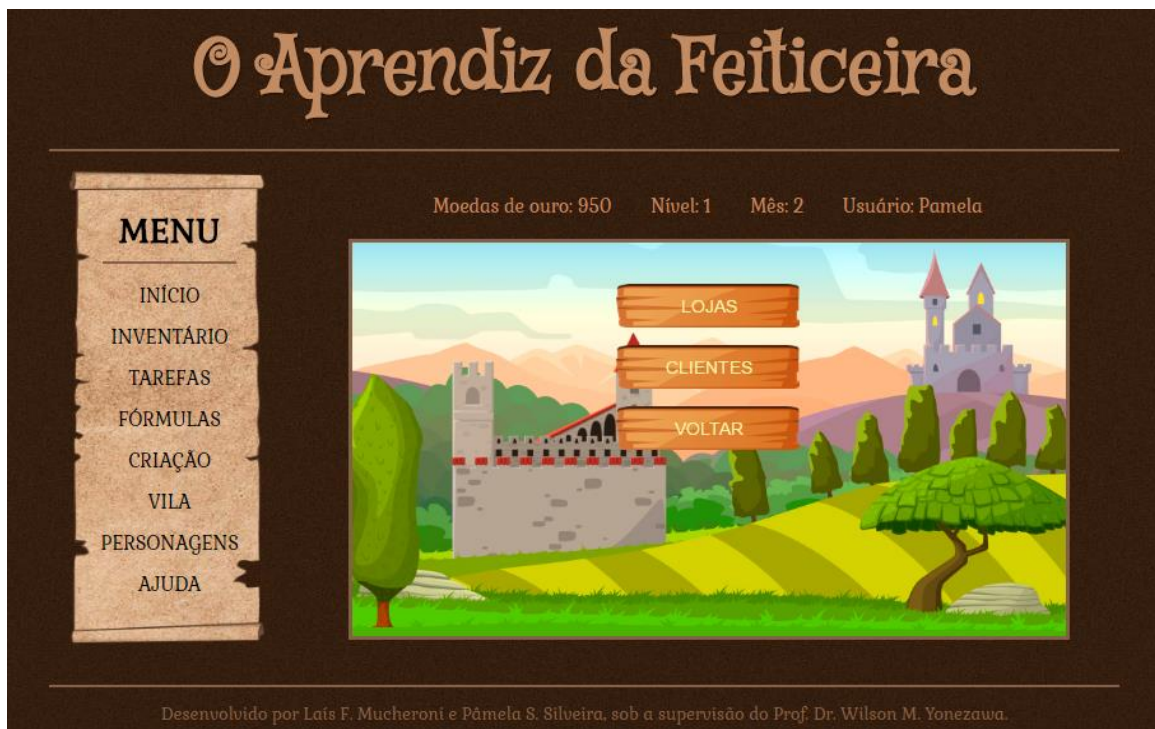 O Aprendiz da Feiticeira
Moedas de ouro: 950 Nível: 1 Mês: 2 Usuário: Pamela
MENU
INÍCIO
INVENTÁRIO
TAREFAS
FÓRMULAS
CRIAÇÃO
VILA
PERSONAGENS
AJUDA
LOJAS
CLIENTES
VOLTAR
Desenvolvido por Laís F. Mucheroni e Pâmela S. Silveira, sob a supervisão do Prof. Dr. Wilson M. Yonezawa.